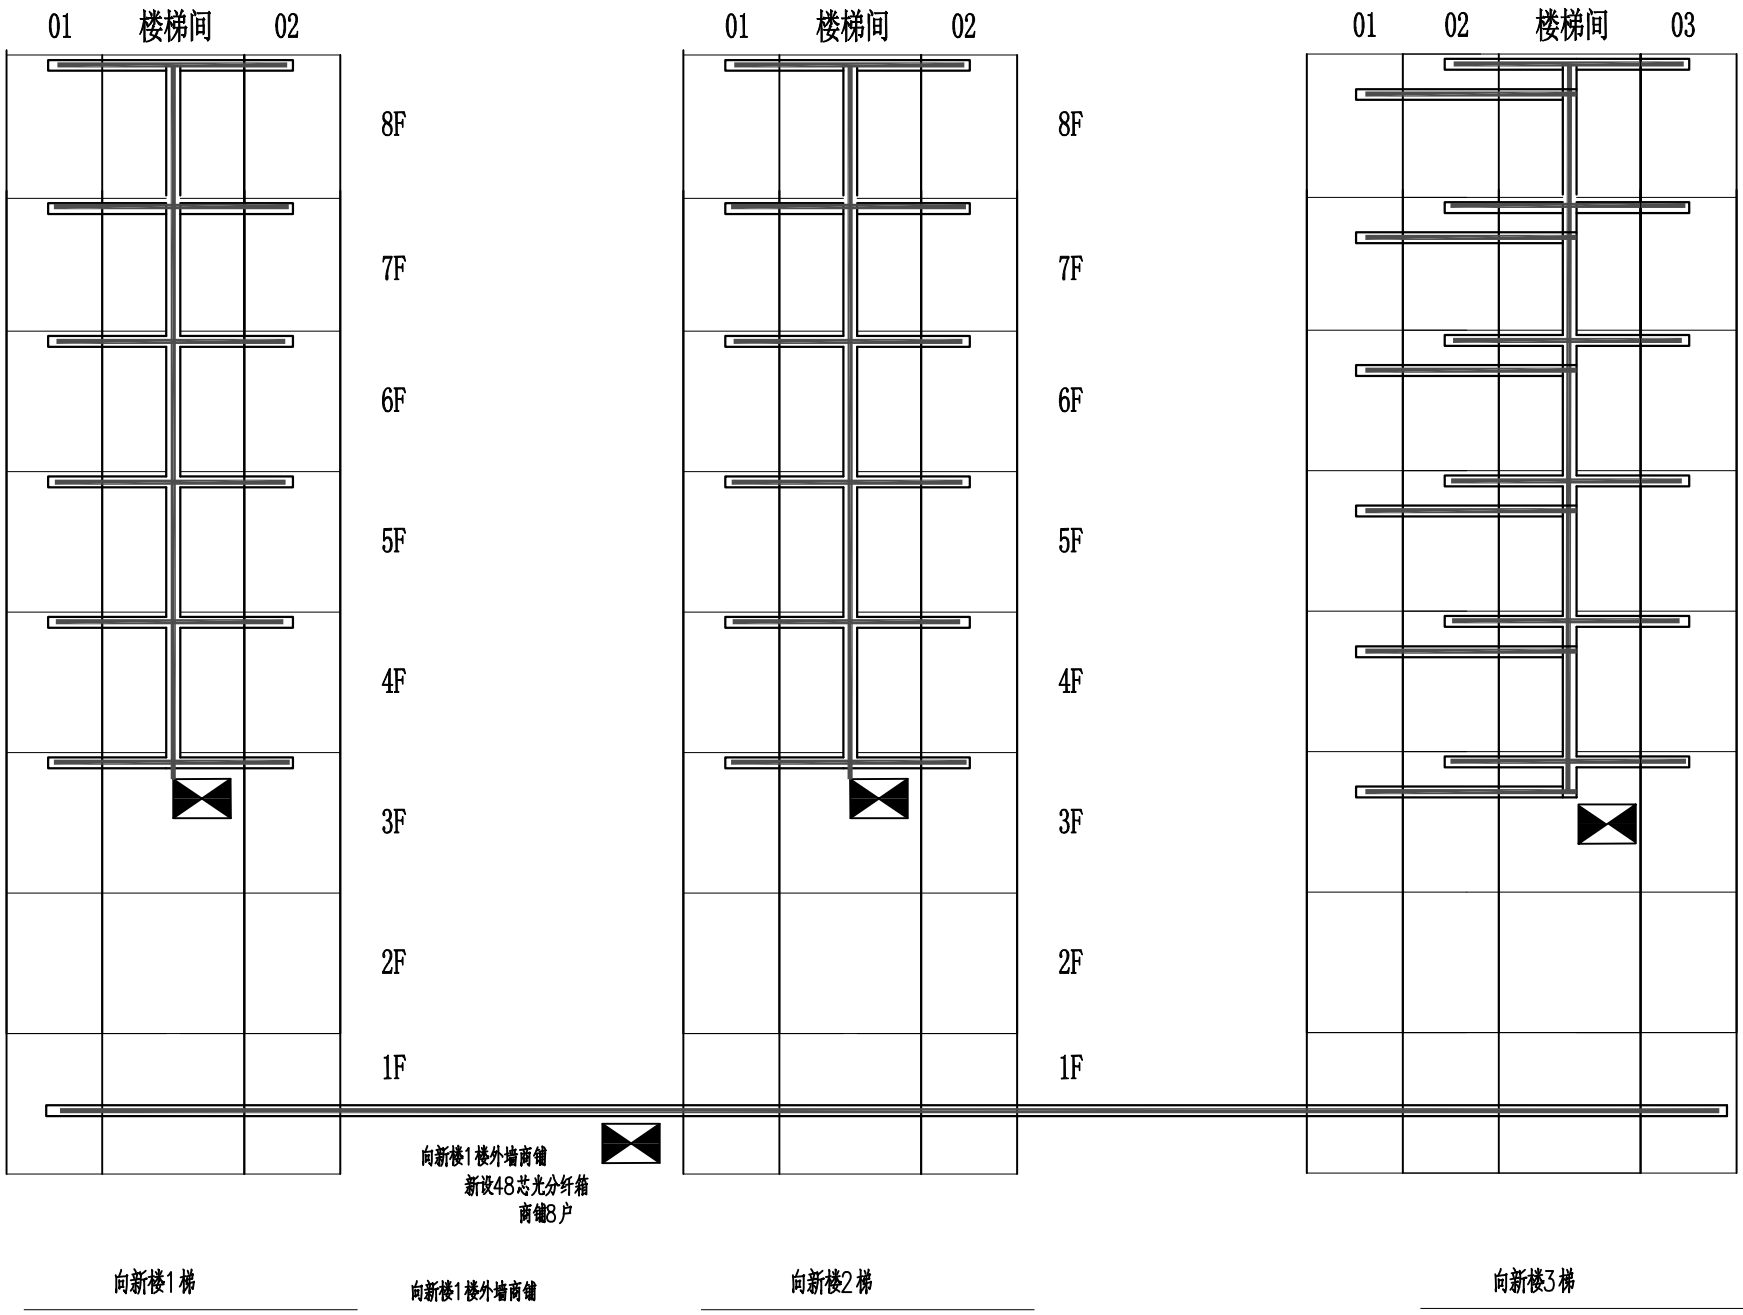 01 楼梯间 02
01 楼梯间 02
01 02 楼梯间 03
8F 8F
7F 7F
6F 6F
5F 5F
4F 4F
3F 3F
2F 2F
1F 1F
向新楼1楼外墙商铺
新设48芯光分纤箱
商铺8户
向新楼1梯
向新楼1楼外墙商铺
向新楼2梯
向新楼3梯